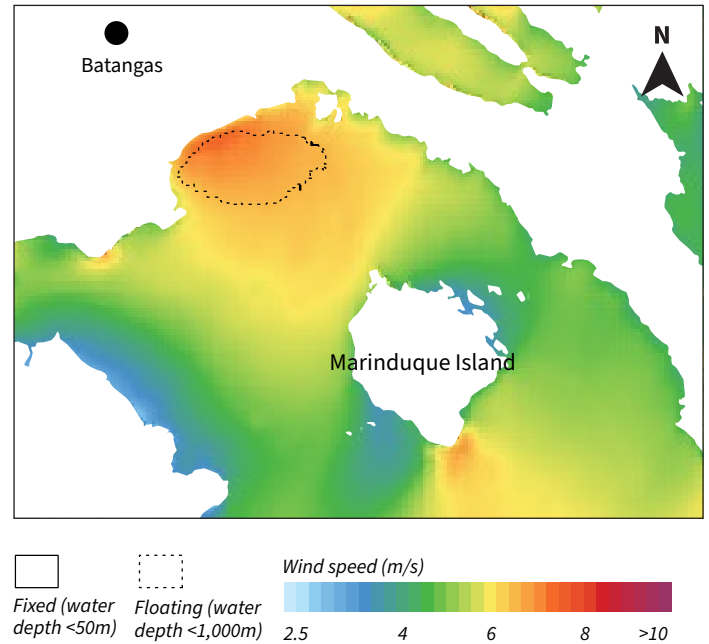 Batangas
N
Marinduque Island
Fixed (water
depth <50m)
Floating (water
depth <1,000m)
Wind speed (m/s)
2.5 4 6 8 >10